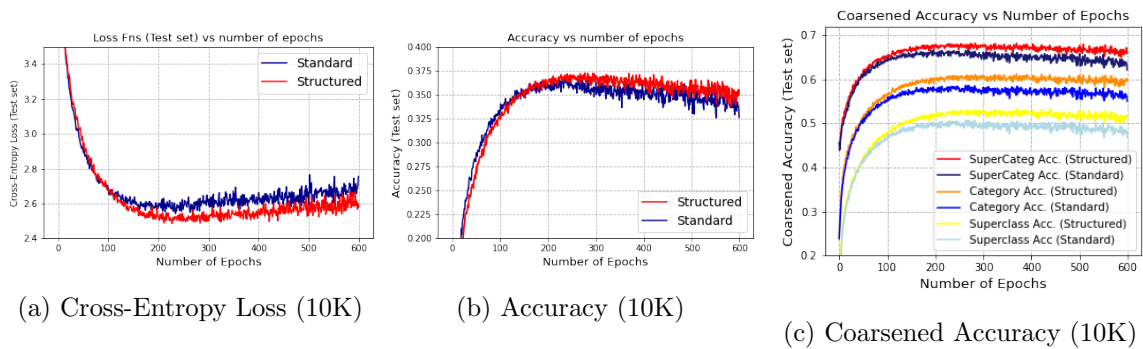 Loss Fns (Test set) vs number of epochs
Cross-Entropy Loss (Test set)
3.4
3.2
3.0
2.8
2.6
2.4
Standard
Structured
0 100 200 300 400 500 600
Number of Epochs
(a) Cross-Entropy Loss (10K)
Accuracy vs number of epochs
Accuracy (Test set)
0.400
0.375
0.350
0.325
0.300
0.275
0.250
0.225
0.200
Structured
Standard
0 100 200 300 400 500 600
Number of Epochs
(b) Accuracy (10K)
Coarsened Accuracy vs Number of Epochs
Coarsened Accuracy (Test set)
0.7
0.6
0.5
0.4
0.3
0.2
SuperCateg Acc. (Structured)
SuperCateg Acc. (Standard)
Category Acc. (Structured)
Category Acc. (Standard)
Superclass Acc. (Structured)
Superclass Acc (Standard)
0 100 200 300 400 500 600
Number of Epochs
(c) Coarsened Accuracy (10K)